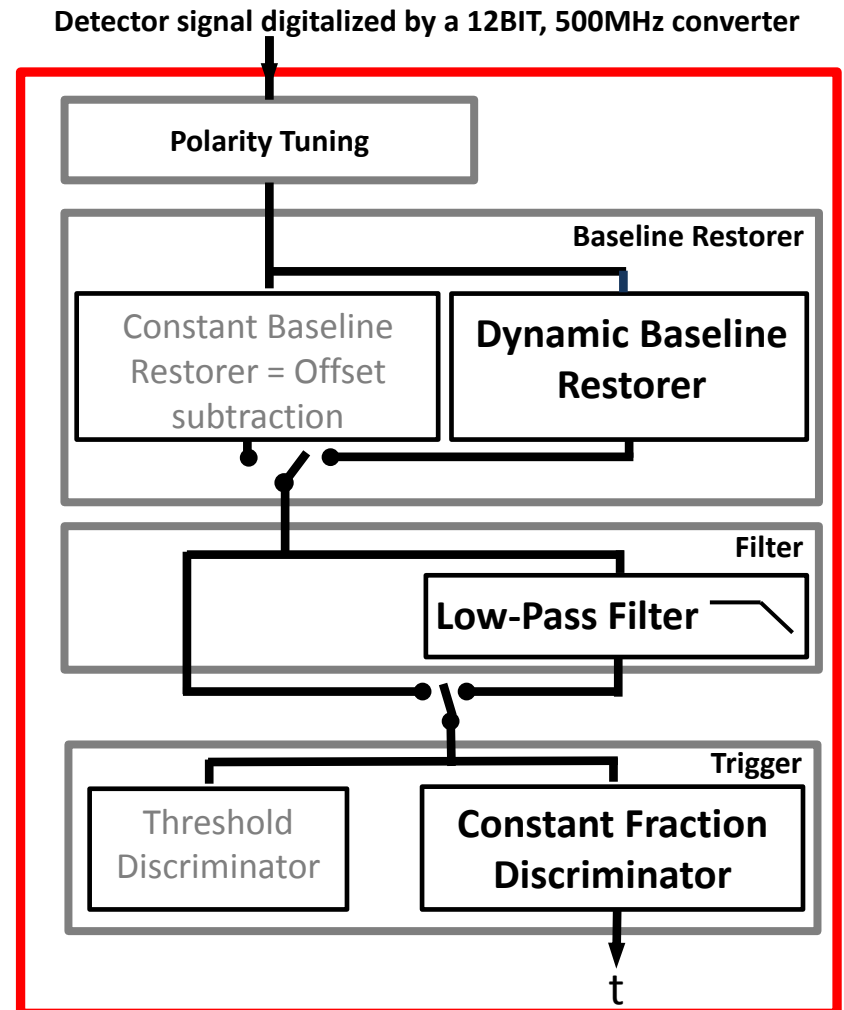 Detector signal digitalized by a 12BIT, 500MHz converter
Polarity Tuning
Baseline Restorer
Constant Baseline
Restorer = Offset
subtraction
Dynamic Baseline
Restorer
Filter
Low-Pass Filter
Trigger
Threshold
Discriminator
Constant Fraction
Discriminator
t